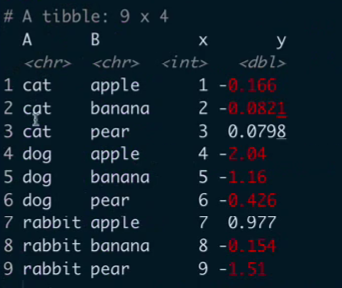 # A tibble: 9 x 4
A B x y
<chr> <chr> <int> <dbl>
1 cat apple 1 -0.166
2 cat banana 2 -0.0821
3 cat pear 3 0.0798
4 dog apple 4 -2.04
5 dog banana 5 -1.16
6 dog pear 6 -0.426
7 rabbit apple 7 0.977
8 rabbit banana 8 -0.154
9 rabbit pear 9 -1.51